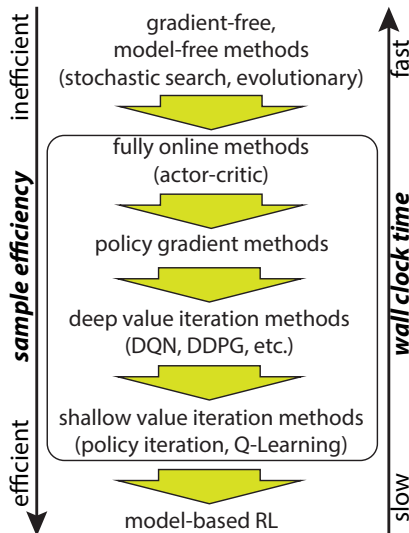 gradient-free,
model-free methods
(stochastic search, evolutionary)
fully online methods
(actor-critic)
policy gradient methods
deep value iteration methods
(DQN, DDPG, etc.)
shallow value iteration methods
(policy iteration, Q-Learning)
model-based RL
inefficient
sample efficiency
efficient
fast
wall clock time
slow